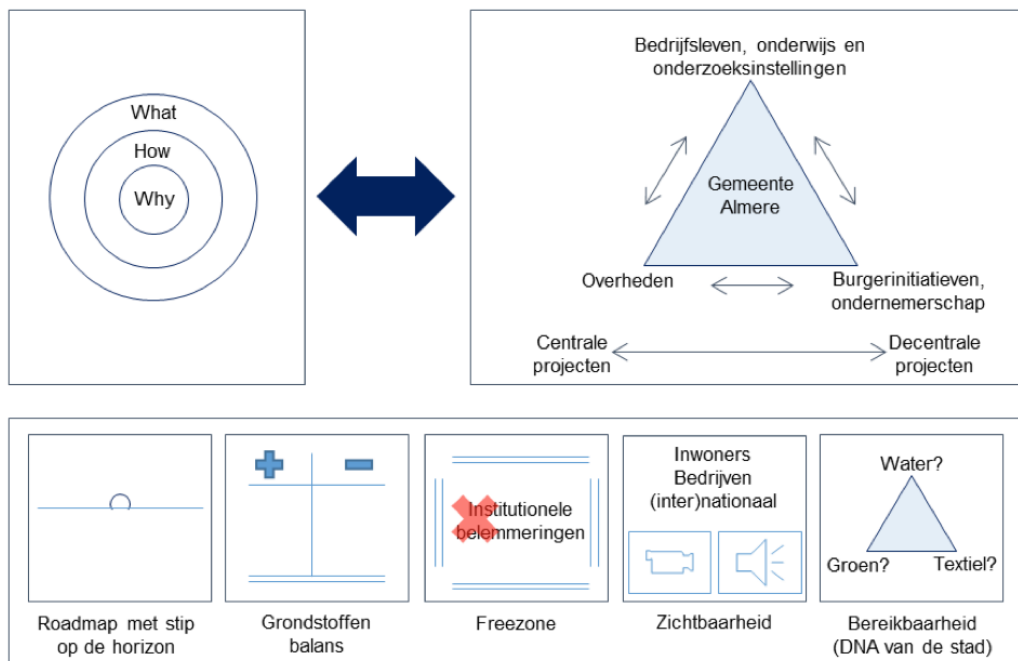 What
How
Why
Bedrijfsleven, onderwijs en
onderzoeksinstellingen
Gemeente
Almere
Overheden
Burgerinitiatieven,
ondernemerschap
Centrale
projecten
Decentrale
projecten
Institutionele
belemmeringen
Inwoners
Bedrijven
(inter)nationaal
Water?
Groen?
Textiel?
Roadmap met stip
op de horizon
Grondstoffen
balans
Freezone
Zichtbaarheid
Bereikbaarheid
(DNA van de stad)